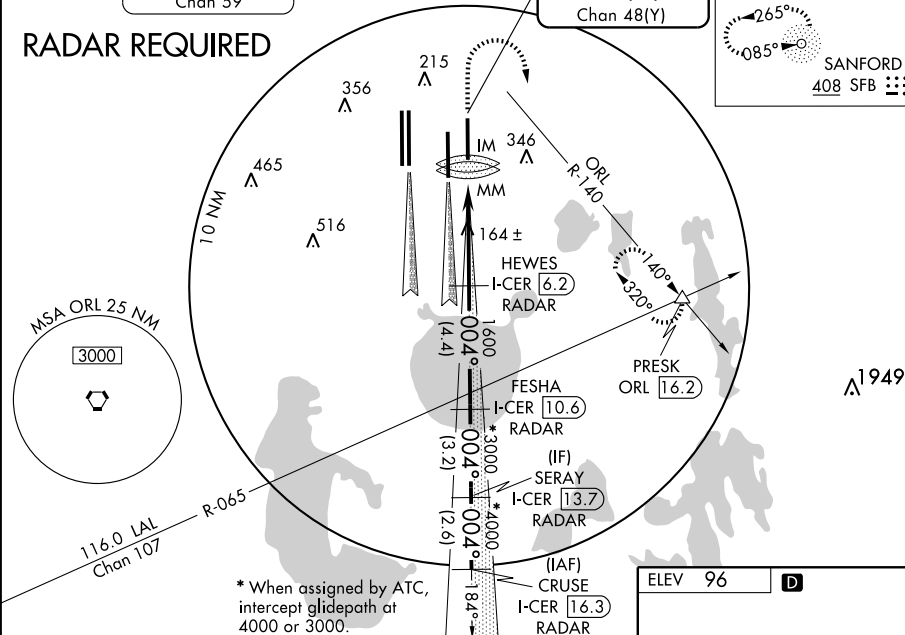 Chan 59
Chan 48(Y)
RADAR REQUIRED
265°
085°
SANFORD
408 SFB
215
356
465
516
346
10 NM
IM
MM
164 ±
ORL
R-140
HEWES
I-CER 6.2
RADAR
140°
320°
MSA ORL 25 NM
3000
1600
004°
(4.4)
PRESK
ORL 16.2
1949
FESHA
I-CER 10.6
RADAR
*3000
004°
(3.2)
(IF)
SERAY
I-CER 13.7
RADAR
*4000
004°
(2.6)
R-065
116.0 LAL
Chan 107
(IAF)
CRUSE
I-CER 16.3
RADAR
184°
* When assigned by ATC,
intercept glidepath at
4000 or 3000.
ELEV 96
D